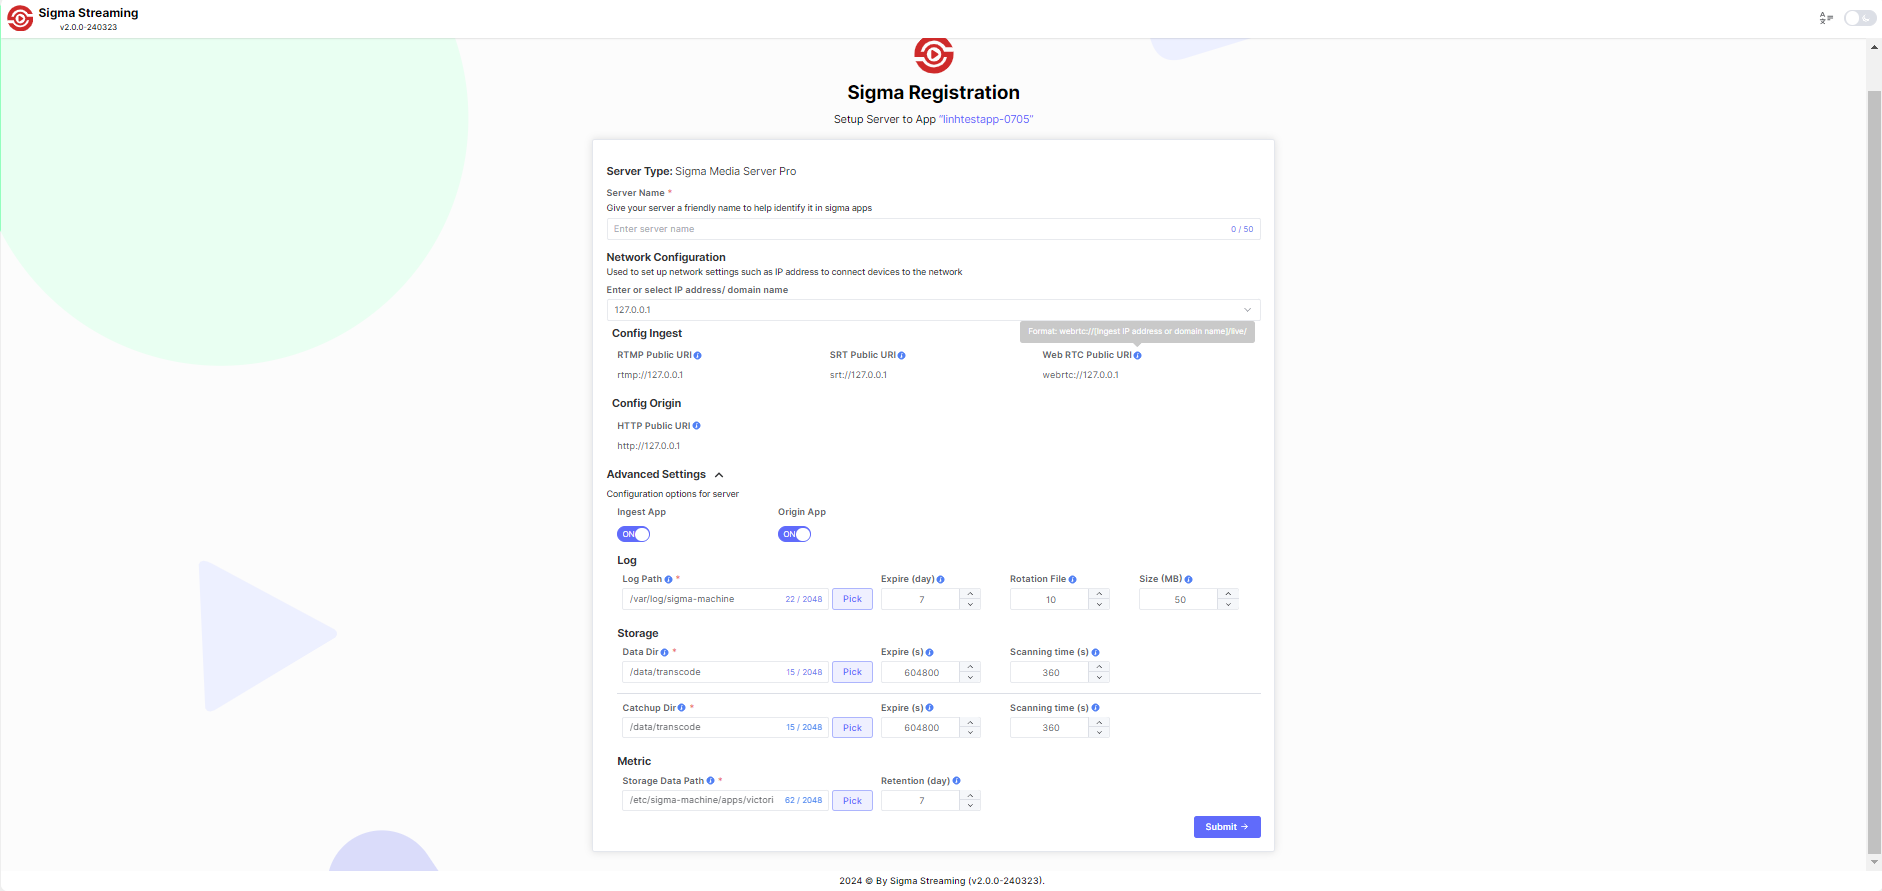 Sigma Streaming
v2.0.0-240323
Sigma Registration
Setup Server to App "linhtestapp-0705"
Server Type: Sigma Media Server Pro
Server Name *
Give your server a friendly name to help identify it in sigma apps
Enter server name 0 / 50
Network Configuration
Used to set up network settings such as IP address to connect devices to the network
Enter or select IP address/ domain name
127.0.0.1
Format: webrtc://[Ingest IP address or domain name]/live/
Config Ingest
RTMP Public URI SRT Public URI Web RTC Public URI
rtmp://127.0.0.1 srt://127.0.0.1 webrtc://127.0.0.1
Config Origin
HTTP Public URI
http://127.0.0.1
Advanced Settings
Configuration options for server
Ingest App Origin App
ON ON
Log
Log Path * Expire (day) Rotation File Size (MB)
/var/log/sigma-machine 22 / 2048 Pick 7 10 50
Storage
Data Dir * Expire (s) Scanning time (s)
/data/transcode 15 / 2048 Pick 604800 360
Catchup Dir * Expire (s) Scanning time (s)
/data/transcode 15 / 2048 Pick 604800 360
Metric
Storage Data Path * Retention (day)
/etc/sigma-machine/apps/victori 62 / 2048 Pick 7
Submit →
2024 © By Sigma Streaming (v2.0.0-240323).